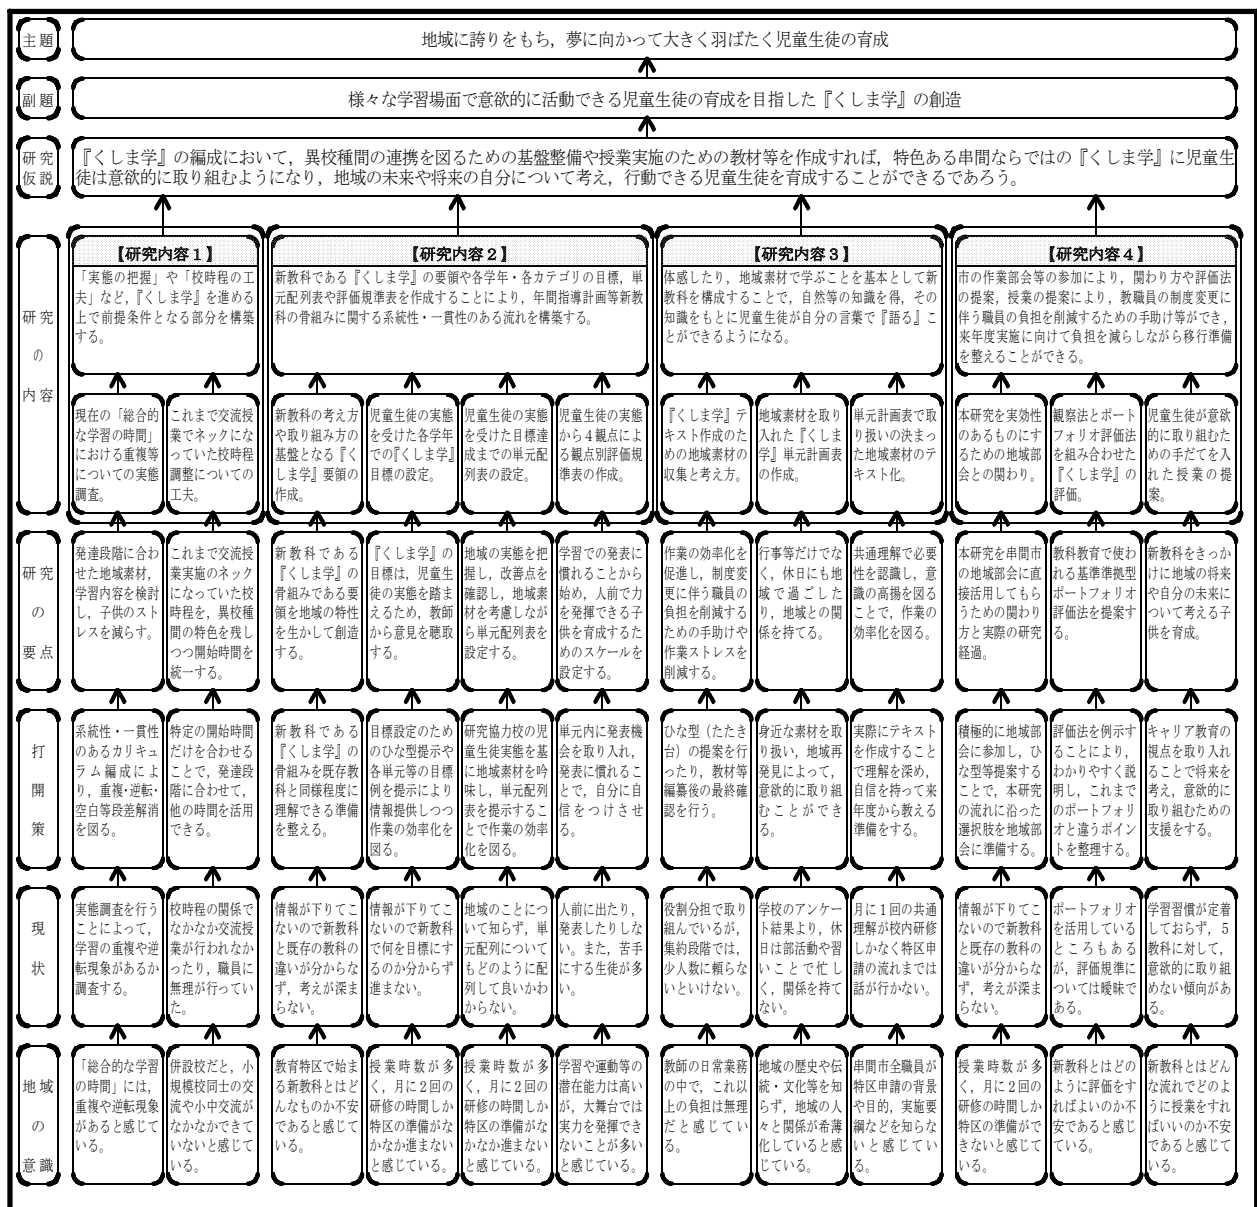 主題
地域に誇りをもち，夢に向かって大きく羽ばたく児童生徒の育成
副題
様々な学習場面で意欲的に活動できる児童生徒の育成を目指した『くしま学』の創造
研究
仮説
『くしま学』の編成において，異校種間の連携を図るための基盤整備や授業実施のための教材等を作成すれば，特色ある串間ならではの『くしま学』に児童生
徒は意欲的に取り組むようになり，地域の未来や将来の自分について考え，行動できる児童生徒を育成することができるであろう。
研究
の
内容
【研究内容１】
「実態の把握」や「校時程の工
夫」など，『くしま学』を進める
上で前提条件となる部分を構築
する。
【研究内容２】
新教科である『くしま学』の要領や各学年・各カテゴリの目標，単
元配列表や評価規準表を作成することにより，年間指導計画等新教
科の骨組みに関する系統性・一貫性のある流れを構築する。
【研究内容３】
体感したり，地域素材で学ぶことを基本として新
教科を構成することで，自然等の知識を得，その
知識をもとに児童生徒が自分の言葉で『語る』こ
とができるようになる。
【研究内容４】
市の作業部会等の参加により，関わり方や評価法
の提案，授業の提案により，教職員の制度変更に
伴う職員の負担を削減するための手助け等ができ，
来年度実施に向けて負担を減らしながら移行準備
を整えることができる。
現在の「総合的
な学習の時間」
における重複等
についての実態
調査。
これまで交流授
業でネックにな
っていた校時程
調整についての
工夫。
新教科の考え方
や取り組み方の
基盤となる『く
しま学』要領の
作成。
児童生徒の実態
を受けた各学年
での『くしま学』
目標の設定。
児童生徒の実態
を受けた目標達
成までの単元配
列表の設定。
児童生徒の実態
から４観点によ
る観点別評価規
準表の作成。
『くしま学』テ
キスト作成のた
めの地域素材の
収集と考え方。
地域素材を取り
入れた『くしま
学』単元計画表
の作成。
単元計画表で取
り扱いの決まっ
た地域素材のテ
キスト化。
本研究を実効性
のあるものにす
るための地域部
会との関わり。
観察法とポート
フォリオ評価法
を組み合わせた
『くしま学』の
評価。
児童生徒が意欲
的に取り組むた
めの手だてを入
れた授業の提
案。
研究
の
要点
発達段階に合わ
せた地域素材，
学習内容を検討
し，子供のスト
レスを減らす。
これまで交流授
業実施のネック
になっていた校
時程を，異校種
間の特色を残し
つつ開始時間を
統一する。
新教科である
『くしま学』の
骨組みである要
領を地域の特性
を生かして創造
する。
『くしま学』の
目標は，児童生
徒の実態を踏ま
えるため，教師
から意見を聴取
する。
地域の実態を把
握し，改善点を
確認し，地域素
材を考慮しながら
ら単元配列表を
設定する。
学習での発表に
慣れることから
始め，人前で力
を発揮できる子
供を育成するた
めのスケールを
設定する。
作業の効率化を
促進し，制度変
更に伴う職員の
負担を削減する
ための手助けや
作業ストレスを
削減する。
行事等だけでな
く，休日にも地
域で過ごした
り，地域との関
係を持てる。
共通理解で必要
性を認識し，意
識の高揚を図る
ことで，作業の
効率化を図る。
本研究を串間市
の地域部会に直
接活用してもら
うための関わり
方と実際の研究
経過。
教科教育で使わ
れる基準準拠型
ポートフォリオ
評価法を提案す
る。
新教科をきっか
けに地域の将来
や自分の未来に
ついて考える子
供を育成。
打
開
策
系統性・一貫性
のあるカリキュ
ラム編成によ
り，重複・逆転・
空白等段差解消
を図る。
特定の開始時間
だけを合わせる
ことで，発達段
階に合わせて，
他の時間を活用
できる。
新教科である
『くしま学』の
骨組みを既存教
科と同様程度に
理解できる準備
を整える。
目標設定のため
のひな型提示や
各単元等の目標
例を提示により
情報提供しつつ
作業の効率化を
図る。
研究協力校の児
童生徒実態を基
に地域素材を吟
味し，単元配列
表を提示するこ
とで作業の効率
化を図る。
単元内に発表機
会を取り入れ，
発表に慣れるこ
とで，自分に自
信をつけさせ
る。
ひな型（たたき
台）の提案を行
ったり，教材等
編纂後の最終確
認を行う。
身近な素材を取
り扱い，地域再
発見によって，
意欲的に取り組
むことができ
る。
実際にテキスト
を作成すること
で理解を深め，
自信を持って来
年度から教える
準備をする。
積極的に地域部
会に参加し，ひ
な型等提案する
ことで，本研究
の流れに沿った
選択肢を地域部
会に準備する。
評価法を例示す
ることにより，
わかりやすく説
明し，これまで
のポートフォリ
オと違うポイン
トを整理する。
キャリア教育の
視点を取り入れ
ることで将来を
考え，意欲的に
取り組むための
支援をする。
現
状
実態調査を行う
ことによって，
学習の重複や逆
転現象があるか
調査する。
校時程の関係で
なかなか交流授
業が行われなか
ったり，職員に
無理が行ってい
た。
情報が下りてこ
ないので新教科
と既存の教科の
違いが分からな
ず，考えが深ま
らない。
情報が下りてこ
ないので新教科
で何を目標にす
るのか分からず
進まない。
地域のことにつ
いて知らず，単
元配列について
もどのように配
列して良いかわ
からない。
人前に出たり，
発表したりしな
い。また，苦手
にする生徒が多
い。
役割分担で取り
組んでいるが，
集約段階では，
少人数に頼らな
いといけない。
学校のアンケー
ト結果より，休
日は部活動や習
いごとで忙し
く，関係を持て
ない。
月に１回の共通
理解が校内研修
しかなく特区申
請の流れまでは
話が行かない。
情報が下りてこ
ないので新教科
と既存の教科の
違いが分からな
ず，考えが深ま
らない。
ポートフォリオ
を活用している
ところもある
が，評価規準に
ついては曖昧で
ある。
学習習慣が定着
しておらず，５
教科に対して，
意欲的に取り組
めない傾向があ
る。
地域
の
意識
「総合的な学習
の時間」には，
重複や逆転現象
があると感じて
いる。
併設校だと，小
規模校同士の交
流や小中交流が
なかなかできて
いないと感じて
いる。
教育特区で始ま
る新教科とはど
んなものか不安
であると感じて
いる。
授業時数が多
く，月に２回の
研修の時間しか
特区の準備がな
かなか進まない
と感じている。
授業時数が多
く，月に２回の
研修の時間しか
特区の準備がな
かなか進まない
と感じている。
学習や運動等の
潜在能力は高い
が，大舞台では
実力を発揮でき
ないことが多い
と感じている。
教師の日常業務
の中で，これ以
上の負担は無理
だと感じてい
る。
地域の歴史や伝
統・文化等を知
らず，地域の人
々と関係が希薄
化していると感
じている。
串間市全職員が
特区申請の背景
や目的，実施要
綱などを知らな
いと感じてい
る。
授業時数が多
く，月に２回の
研修の時間しか
特区の準備がで
きないと感じて
いる。
新教科とはどの
ように評価をす
ればよいのか不
安であると感じ
ている。
新教科とはどん
な流れでどのよ
うに授業をすれ
ばいいのか不安
であると感じて
いる。